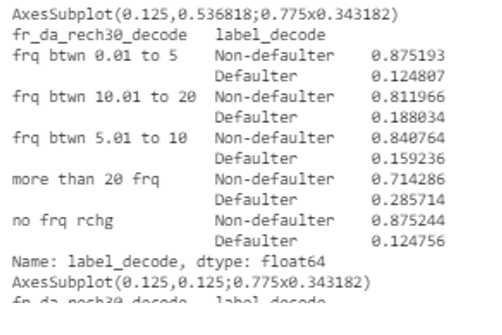 AxesSubplot(0.125,0.536818;0.775x0.343182)
fr_da_rech30_decode label_decode
frq btwn 0.01 to 5 Non-defaulter 0.875193
Defaulter 0.124807
frq btwn 10.01 to 20 Non-defaulter 0.811966
Defaulter 0.188034
frq btwn 5.01 to 10 Non-defaulter 0.840764
Defaulter 0.159236
more than 20 frq Non-defaulter 0.714286
Defaulter 0.285714
no frq rchg Non-defaulter 0.875244
Defaulter 0.124756
Name: label_decode, dtype: float64
AxesSubplot(0.125,0.125;0.775x0.343182)
fr_da_rech30_decode label_decode